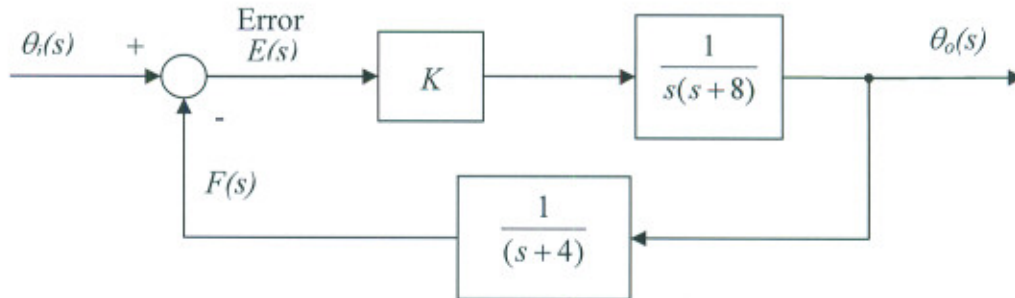 Error
θᵢ(s)
+
E(s)
K
1
s(s+8)
θₒ(s)
-
F(s)
1
(s+4)